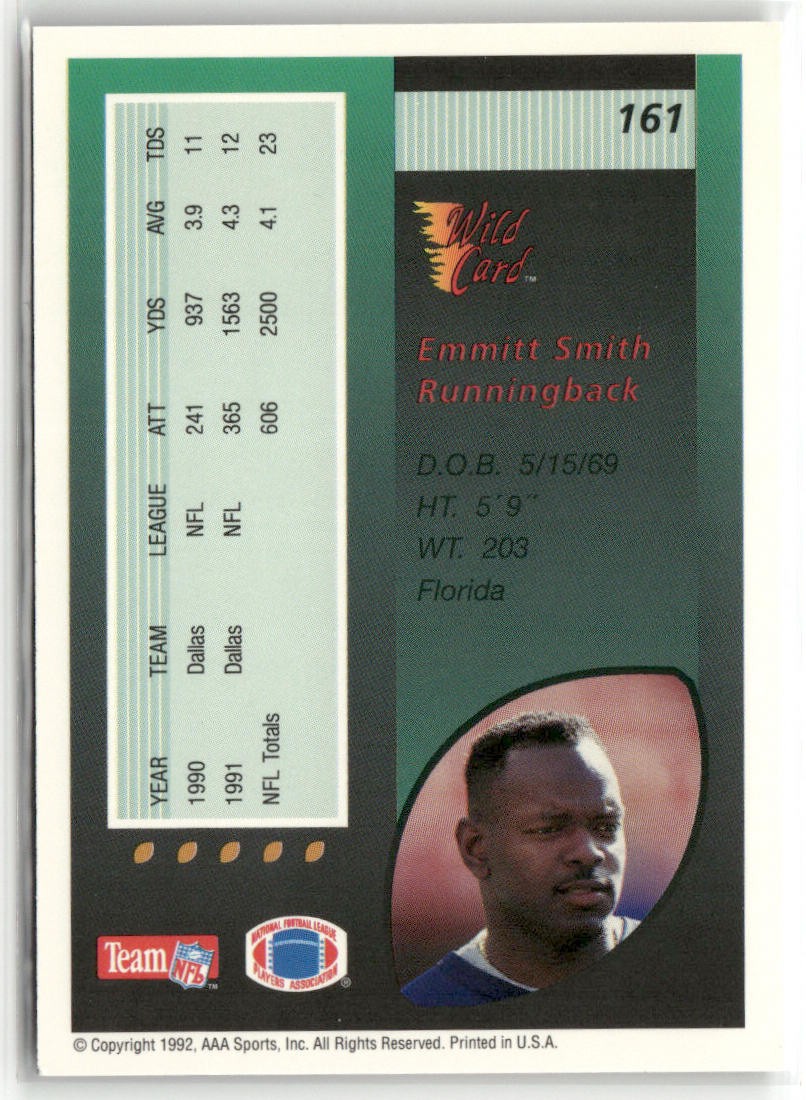 161
Wild
Card™
Emmitt Smith
Runningback
D.O.B. 5/15/69
HT. 5´9˝
WT. 203
Florida
YEAR TEAM LEAGUE ATT YDS AVG TDS
1990 Dallas NFL 241 937 3.9 11
1991 Dallas NFL 365 1563 4.3 12
NFL Totals 606 2500 4.1 23
Team NFL™
NATIONAL FOOTBALL LEAGUE
PLAYERS ASSOCIATION®
© Copyright 1992, AAA Sports, Inc. All Rights Reserved. Printed in U.S.A.